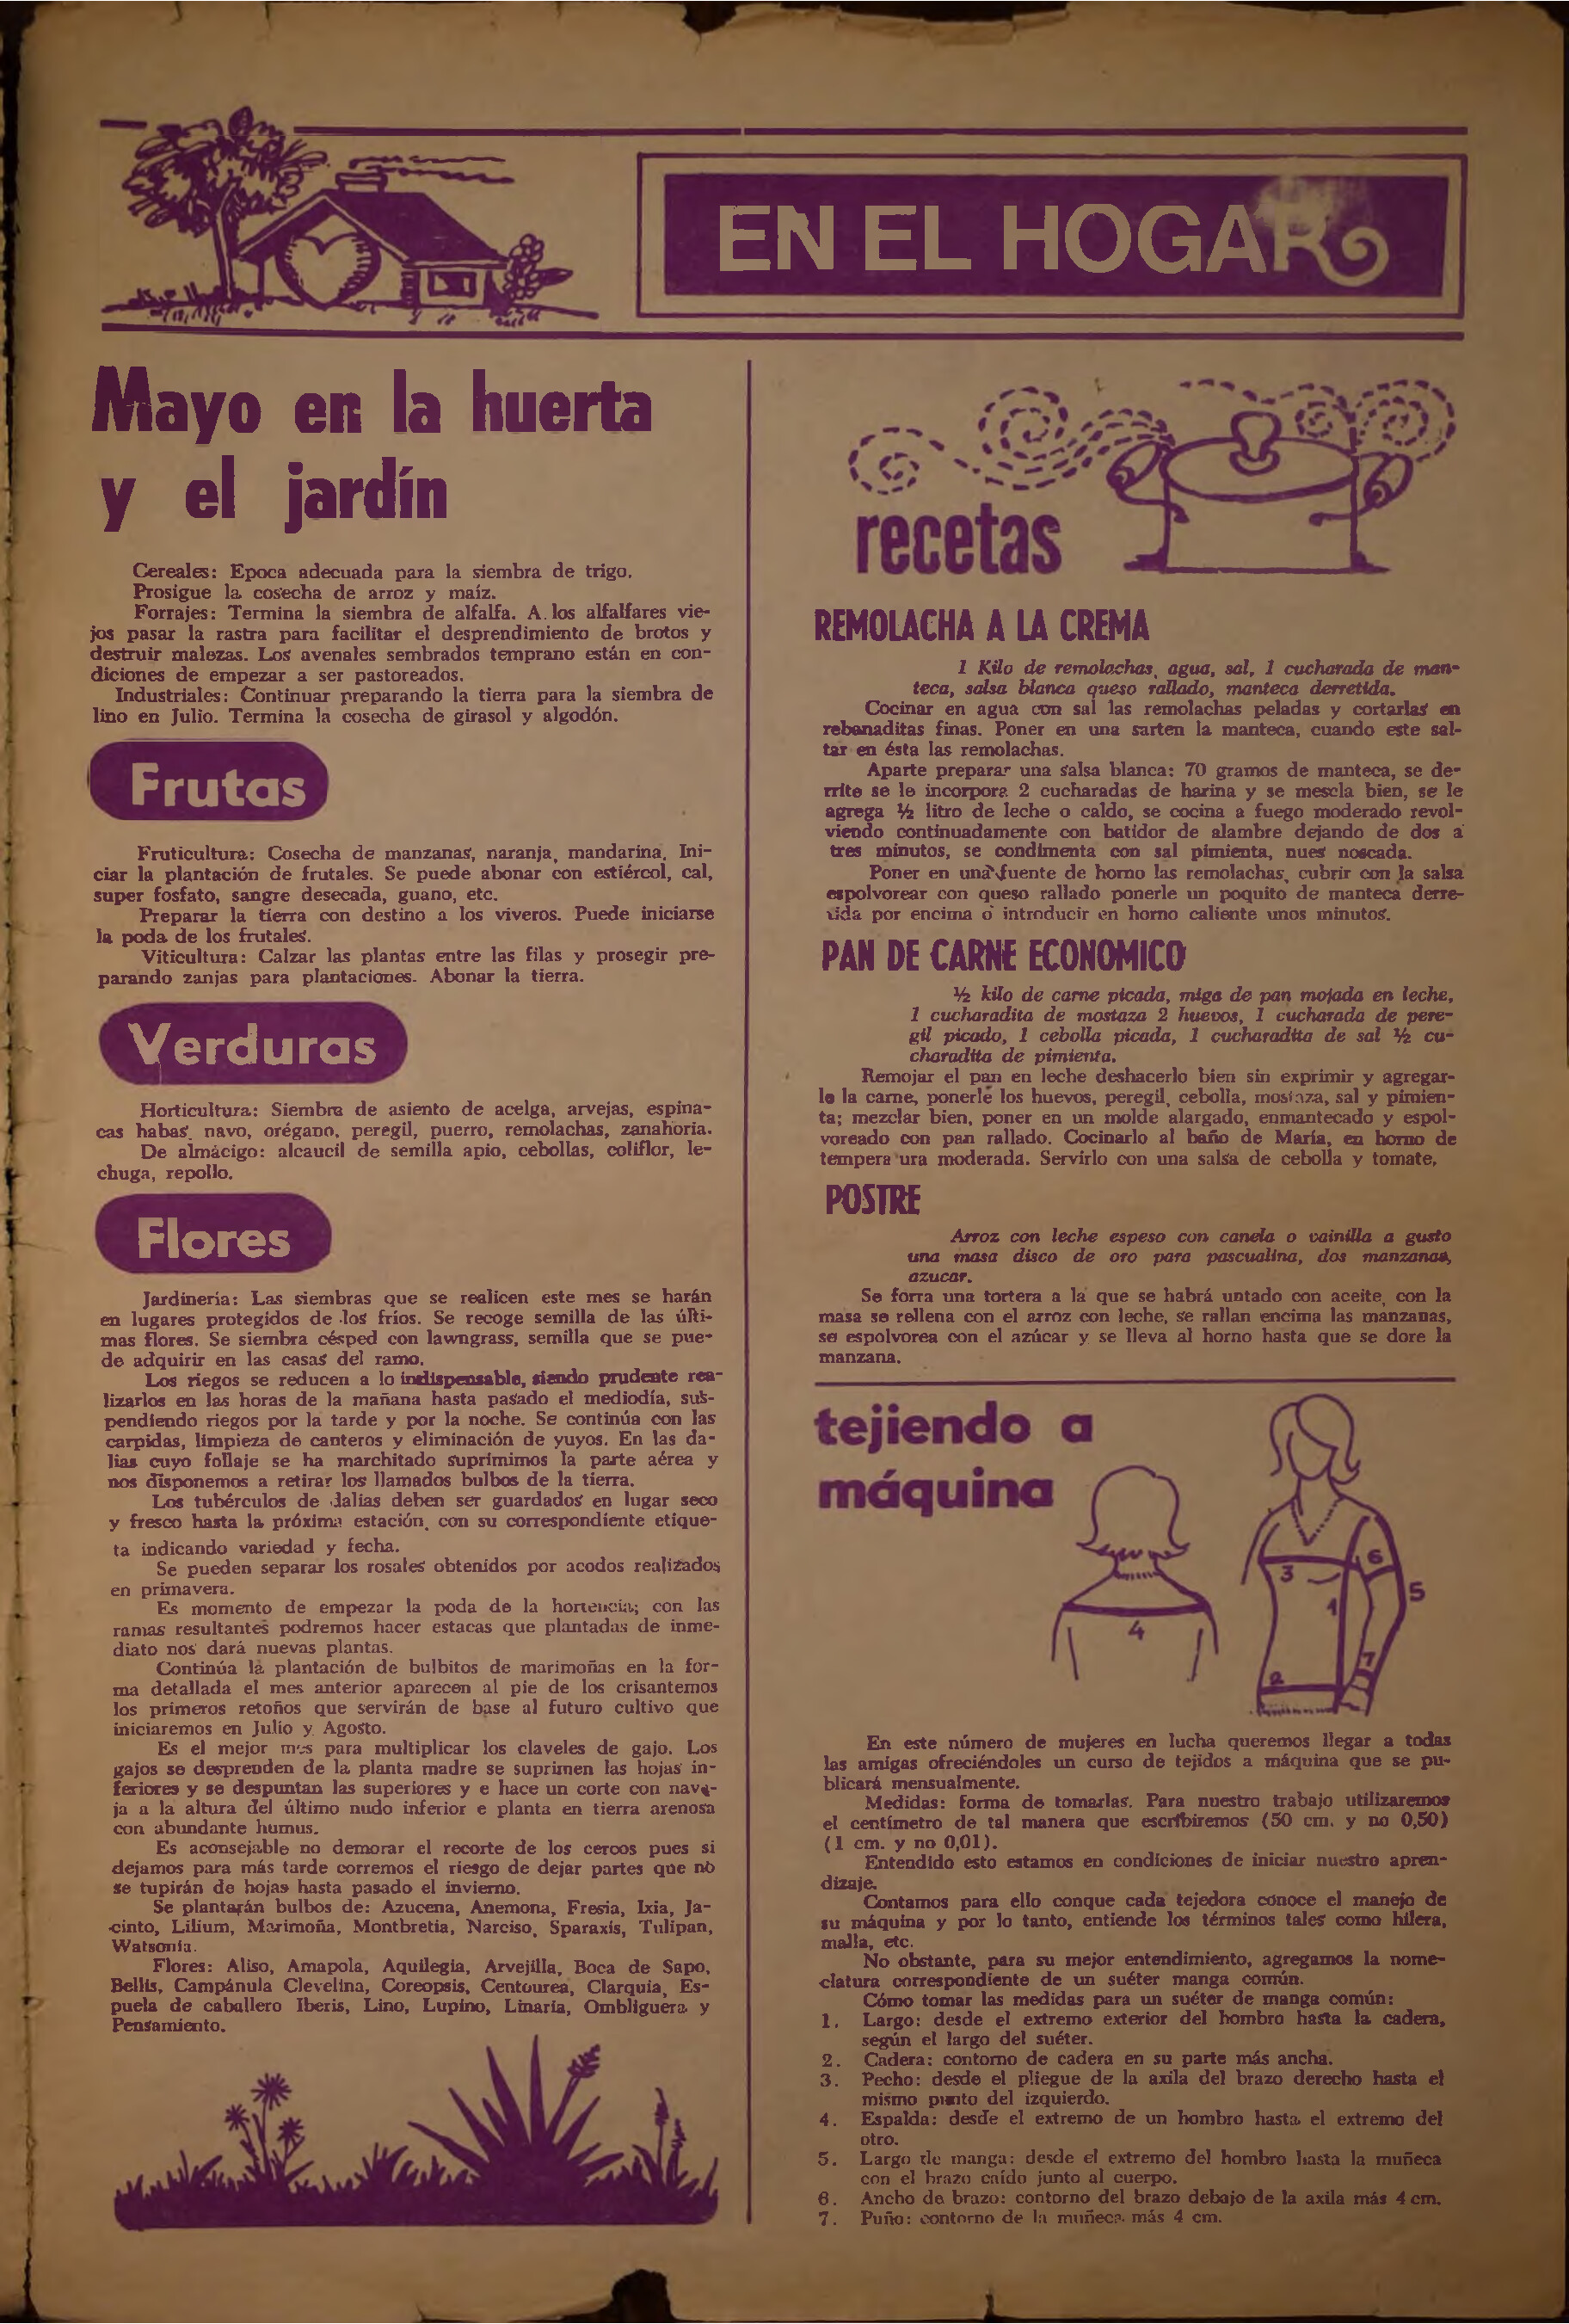 EN EL HOGAR
Mayo en la huerta
y el jardín
Cereales: Epoca adecuada para la siembra de trigo.
Prosigue la cosecha de arroz y maíz.
Forrajes: Termina la siembra de alfalfa. A los alfalfares vie-
jos pasar la rastra para facilitar el desprendimiento de brotos y
destruir malezas. Los avenales sembrados temprano están en con-
diciones de empezar a ser pastoreados.
Industriales: Continuar preparando la tierra para la siembra de
lino en Julio. Termina la cosecha de girasol y algodón.
Frutas
Fruticultura: Cosecha de manzanas, naranja, mandarina. Ini-
ciar la plantación de frutales. Se puede abonar con estiércol, cal,
super fosfato, sangre desecada, guano, etc.
Preparar la tierra con destino a los viveros. Puede iniciarse
la poda de los frutales.
Viticultura: Calzar las plantas entre las filas y prosegir pre-
parando zanjas para plantaciones. Abonar la tierra.
Verduras
Horticultura: Siembra de asiento de acelga, arvejas, espina-
cas habas, navo, orégano, peregil, puerro, remolachas, zanahoria.
De almácigo: alcaucil de semilla apio, cebollas, coliflor, le-
chuga, repollo.
Flores
Jardinería: Las siembras que se realicen este mes se harán
en lugares protegidos de los fríos. Se recoge semilla de las últi-
mas flores. Se siembra césped con lawngrass, semilla que se pue-
de adquirir en las casas del ramo.
Los riegos se reducen a lo indispensable, siendo prudente rea-
lizarlos en las horas de la mañana hasta pasado el mediodía, sus-
pendiendo riegos por la tarde y por la noche. Se continúa con las
carpidas, limpieza de canteros y eliminación de yuyos. En las da-
lias cuyo follaje se ha marchitado suprimimos la parte aérea y
nos disponemos a retirar los llamados bulbos de la tierra.
Los tubérculos de dalias deben ser guardados en lugar seco
y fresco hasta la próxima estación, con su correspondiente etique-
ta indicando variedad y fecha.
Se pueden separar los rosales obtenidos por acodos realizados
en primavera.
Es momento de empezar la poda de la hortencia; con las
ramas resultantes podremos hacer estacas que plantadas de inme-
diato nos dará nuevas plantas.
Continúa la plantación de bulbitos de marimoñas en la for-
ma detallada el mes anterior aparecen al pie de los crisantemos
los primeros retoños que servirán de base al futuro cultivo que
iniciaremos en Julio y Agosto.
Es el mejor mes para multiplicar los claveles de gajo. Los
gajos se desprenden de la planta madre se suprimen las hojas in-
feriores y se despuntan las superiores y e hace un corte con nave-
ja a la altura del último nudo inferior e planta en tierra arenosa
con abundante humus.
Es aconsejable no demorar el recorte de los cercos pues si
dejamos para más tarde corremos el riesgo de dejar partes que no
se tupirán de hojas hasta pasado el invierno.
Se plantarán bulbos de: Azucena, Anemona, Fresia, Ixia, Ja-
cinto, Lilium, Marimoña, Montbretia, Narciso, Sparaxis, Tulipan,
Watsonia.
Flores: Aliso, Amapola, Aquilegia, Arvejilla, Boca de Sapo,
Bellis, Campánula Clevelina, Coreopsis, Centourea, Clarquia, Es-
puela de caballero Iberis, Lino, Lupino, Linaria, Ombliguera y
Pensamiento.
recetas
REMOLACHA A LA CREMA
1 Kilo de remolachas, agua, sal, 1 cucharada de man-
teca, salsa blanca queso rallado, manteca derretida.
Cocinar en agua con sal las remolachas peladas y cortarlas en
rebanaditas finas. Poner en una sarten la manteca, cuando este sal-
tar en ésta las remolachas.
Aparte preparar una salsa blanca: 70 gramos de manteca, se de-
rrite se le incorpora 2 cucharadas de harina y se mescla bien, se le
agrega ½ litro de leche o caldo, se cocina a fuego moderado revol-
viendo continuadamente con batidor de alambre dejando de dos a
tres minutos, se condimenta con sal pimienta, nues noscada.
Poner en una fuente de horno las remolachas, cubrir con la salsa
espolvorear con queso rallado ponerle un poquito de manteca derre-
tida por encima o introducir en horno caliente unos minutos.
PAN DE CARNE ECONOMICO
½ kilo de carne picada, miga de pan mojada en leche,
1 cucharadita de mostaza 2 huevos, 1 cucharada de pere-
gil picado, 1 cebolla picada, 1 cucharadita de sal ½ cu-
charadita de pimienta.
Remojar el pan en leche deshacerlo bien sin exprimir y agregar-
le la carne, ponerle los huevos, peregil, cebolla, mostaza, sal y pimien-
ta; mezclar bien, poner en un molde alargado, enmantecado y espol-
voreado con pan rallado. Cocinarlo al baño de María, en horno de
temperatura moderada. Servirlo con una salsa de cebolla y tomate.
POSTRE
Arroz con leche espeso con canela o vainilla a gusto
una masa disco de oro para pascualina, dos manzanas,
azucar.
Se forra una tortera a la que se habrá untado con aceite, con la
masa se rellena con el arroz con leche, se rallan encima las manzanas,
se espolvorea con el azúcar y se lleva al horno hasta que se dore la
manzana.
tejiendo a
máquina
4
3
6
5
1
7
2
En este número de mujeres en lucha queremos llegar a todas
las amigas ofreciéndoles un curso de tejidos a máquina que se pu-
blicará mensualmente.
Medidas: forma de tomarlas. Para nuestro trabajo utilizaremos
el centímetro de tal manera que escribiremos (50 cm. y no 0,50)
(1 cm. y no 0,01).
Entendido esto estamos en condiciones de iniciar nuestro apren-
dizaje.
Contamos para ello conque cada tejedora conoce el manejo de
su máquina y por lo tanto, entiende los términos tales como hilera,
malla, etc.
No obstante, para su mejor entendimiento, agregamos la nome-
clatura correspondiente de un suéter manga común.
Cómo tomar las medidas para un suéter de manga común:
1. Largo: desde el extremo exterior del hombro hasta la cadera,
según el largo del suéter.
2. Cadera: contorno de cadera en su parte más ancha.
3. Pecho: desde el pliegue de la axila del brazo derecho hasta el
mismo punto del izquierdo.
4. Espalda: desde el extremo de un hombro hasta el extremo del
otro.
5. Largo de manga: desde el extremo del hombro hasta la muñeca
con el brazo caído junto al cuerpo.
6. Ancho de brazo: contorno del brazo debajo de la axila más 4 cm.
7. Puño: contorno de la muñeca más 4 cm.